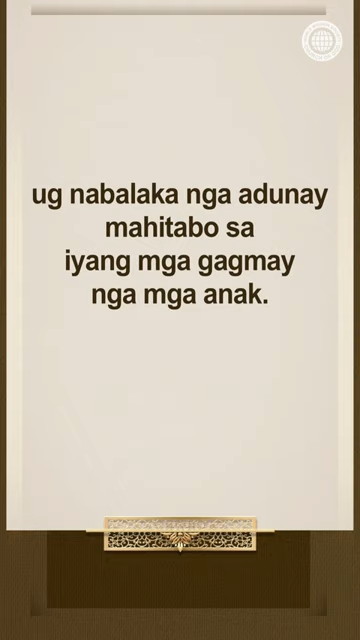 ug nabalaka nga adunay
mahitabo sa
iyang mga gagmay
nga mga anak.